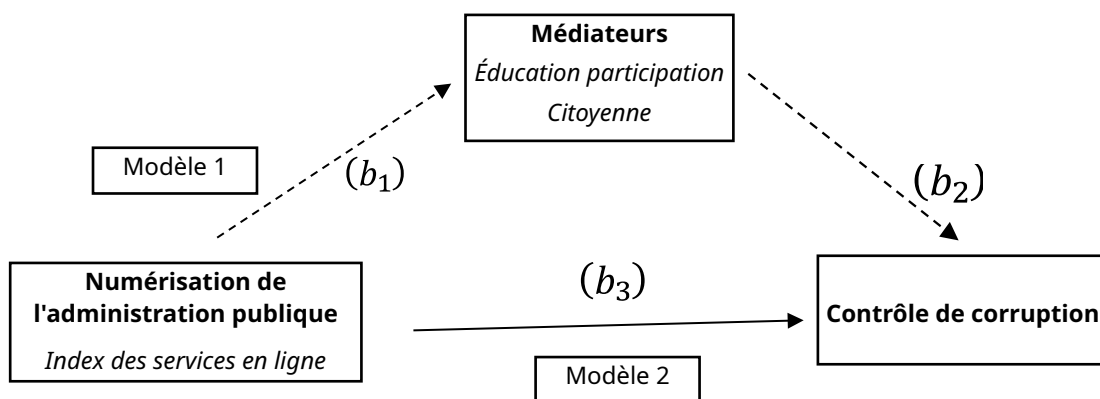 Médiateurs
Éducation participation
Citoyenne
Modèle 1
(b₁)
(b₂)
Numérisation de
l'administration publique
Index des services en ligne
(b₃)
Contrôle de corruption
Modèle 2